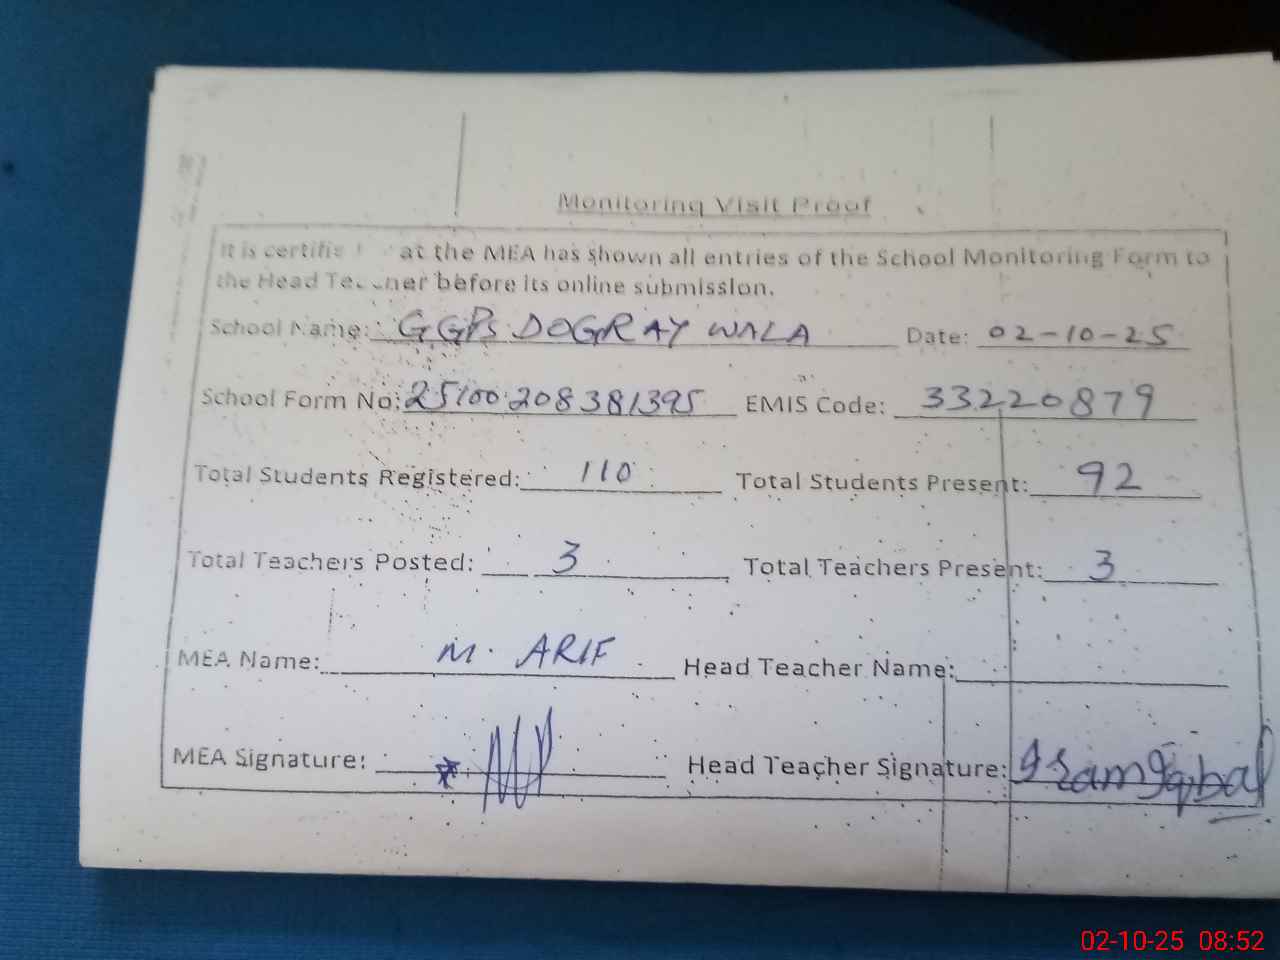 Monitoring Visit Proof
It is certifie at the MEA has shown all entries of the School Monitoring Form to
the Head Teacher before its online submission.
School Name: GGPS DOGRAY WALA Date: 02-10-25
School Form No: 25100208381395 EMIS Code: 33220879
Total Students Registered: 110 Total Students Present: 92
Total Teachers Posted: 3 Total Teachers Present: 3
MEA Name: M. ARIF Head Teacher Name:
MEA Signature: Head Teacher Signature: Iqbal
02-10-25 08:52